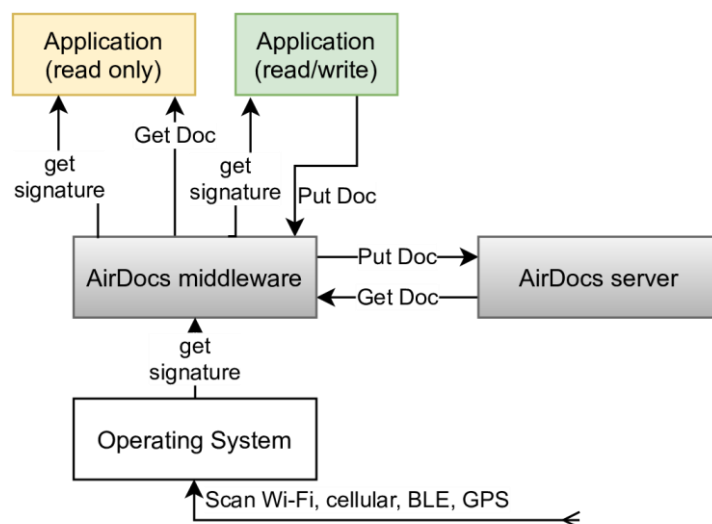 Application
(read only)
Application
(read/write)
Get Doc
get
signature
get
signature
Put Doc
AirDocs middleware
Put Doc
Get Doc
AirDocs server
get
signature
Operating System
Scan Wi-Fi, cellular, BLE, GPS